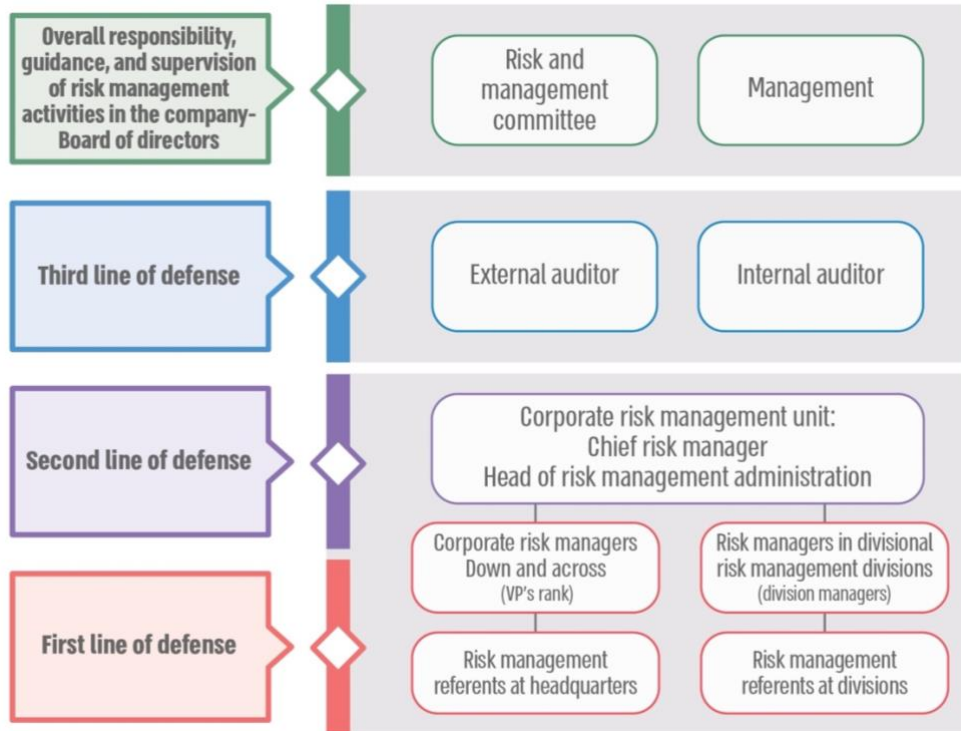 Overall responsibility,
guidance, and supervision
of risk management
activities in the company-
Board of directors
Risk and
management
committee
Management
Third line of defense
External auditor
Internal auditor
Second line of defense
Corporate risk management unit:
Chief risk manager
Head of risk management administration
Corporate risk managers
Down and across
(VP's rank)
Risk managers in divisional
risk management divisions
(division managers)
First line of defense
Risk management
referents at headquarters
Risk management
referents at divisions